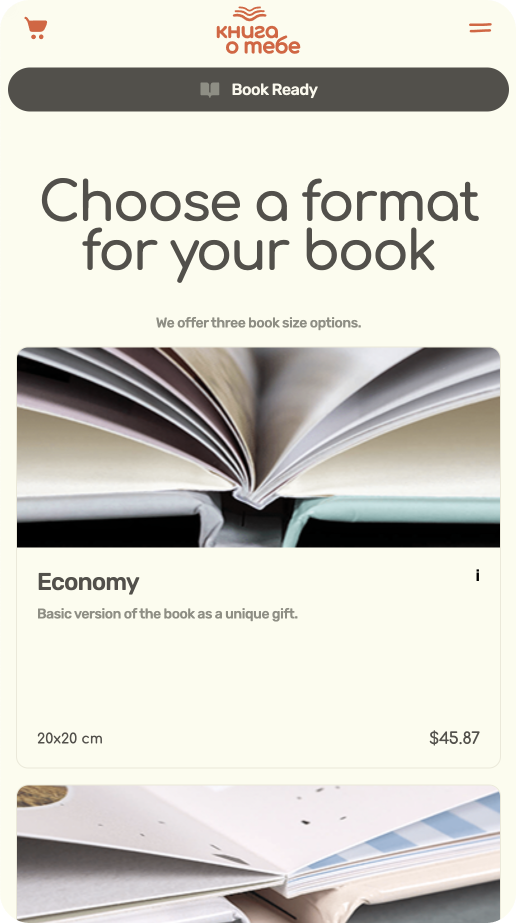 книга
о тебе
Book Ready
Choose a format
for your book
We offer three book size options.
Economy
i
Basic version of the book as a unique gift.
20x20 cm
$45.87